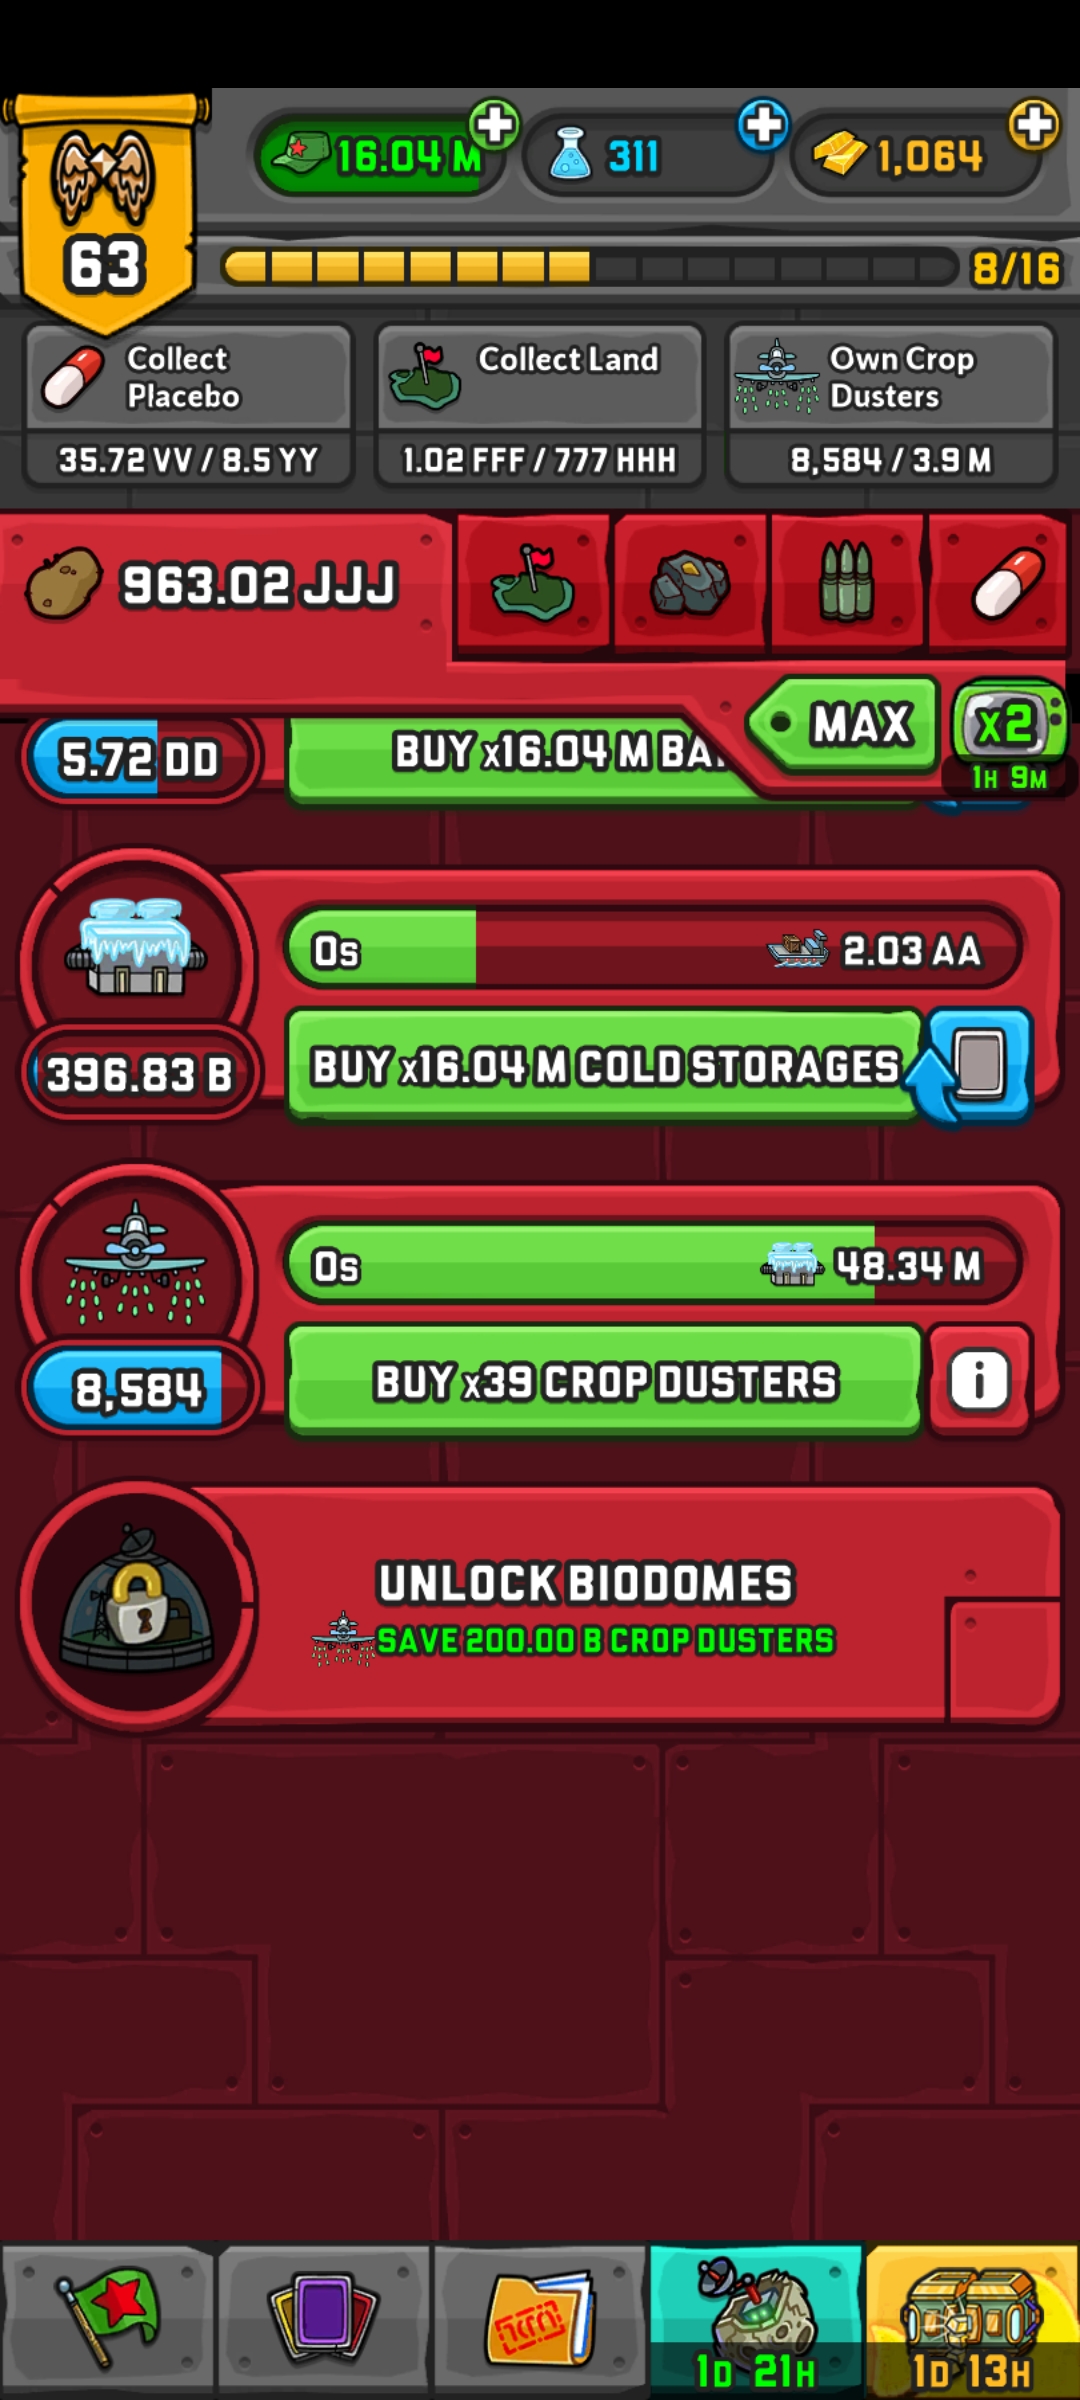 16.04 M
311
1,064
63
8/16
Collect
Placebo
35.72 VV / 8.5 YY
Collect Land
1.02 FFF / 777 HHH
Own Crop
Dusters
8,584 / 3.9 M
963.02 JJJ
MAX
X2
1H 9M
5.72 DD
BUY x16.04 M
0s
2.03 AA
396.83 B
BUY x16.04 M COLD STORAGES
0s
48.34 M
8,584
BUY x39 CROP DUSTERS
i
UNLOCK BIODOMES
SAVE 200.00 B CROP DUSTERS
1D 21H
1D 13H